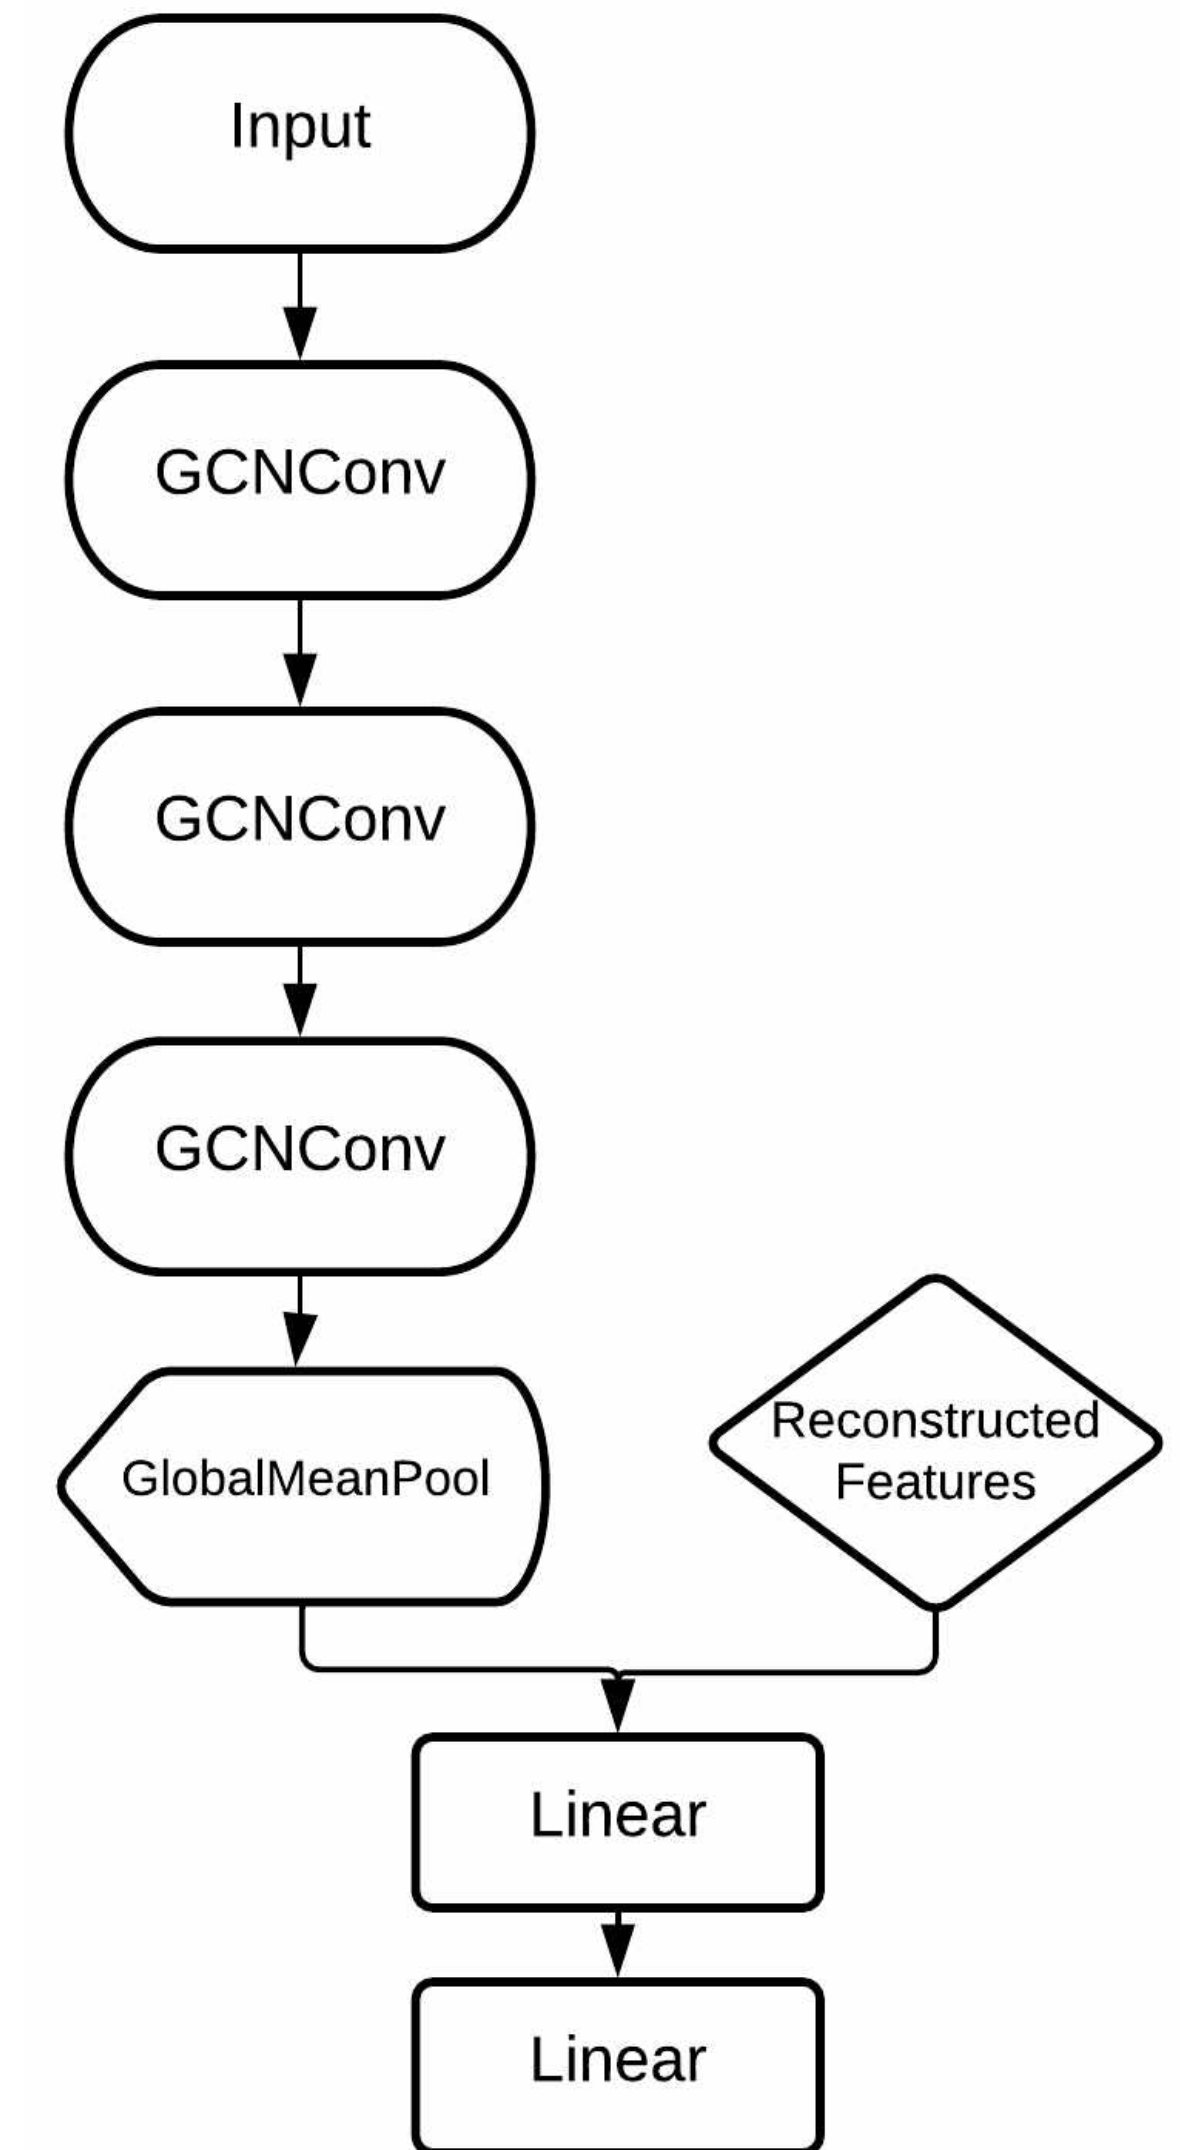 Input
GCNConv
GCNConv
GCNConv
GlobalMeanPool
Reconstructed
Features
Linear
Linear